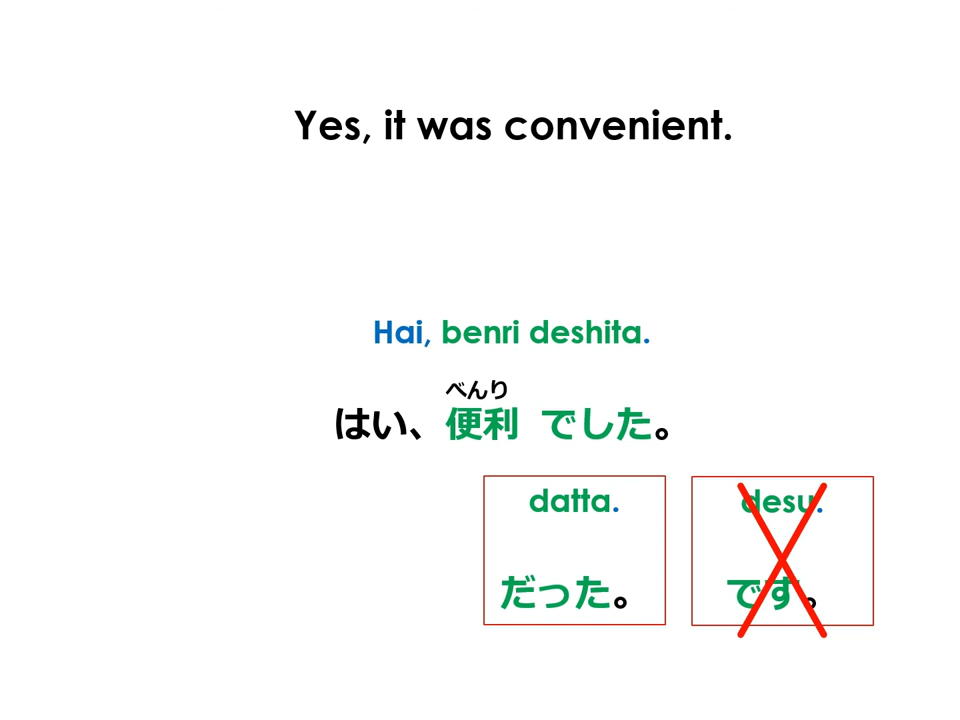 Yes, it was convenient.
Hai, benri deshita.
べんり
はい、便利 でした。
datta.
だった。
desu.
です。